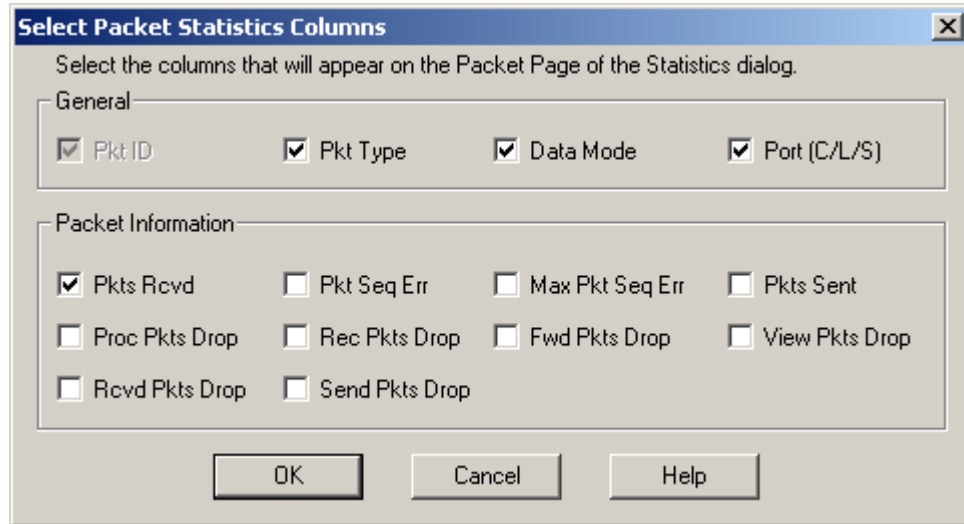 Select Packet Statistics Columns
Select the columns that will appear on the Packet Page of the Statistics dialog.
General
Pkt ID Pkt Type Data Mode Port (C/L/S)
Packet Information
Pkts Rcvd Pkt Seq Err Max Pkt Seq Err Pkts Sent
Proc Pkts Drop Rec Pkts Drop Fwd Pkts Drop View Pkts Drop
Rcvd Pkts Drop Send Pkts Drop
OK Cancel Help